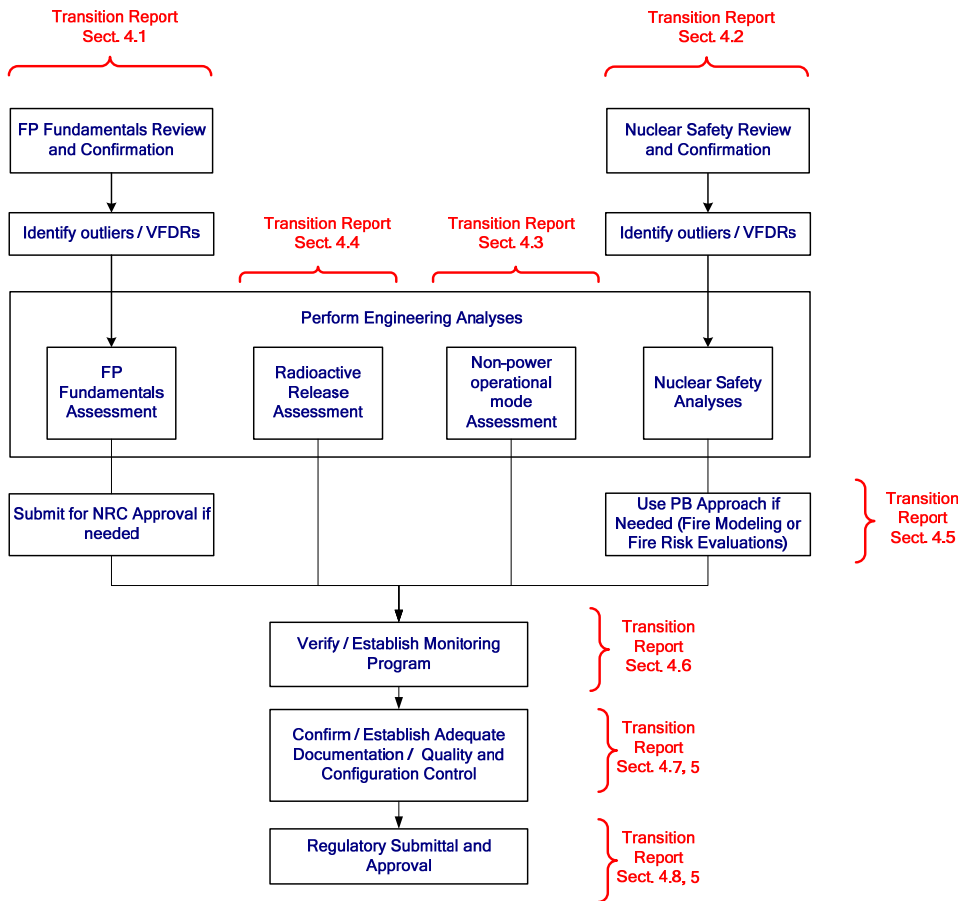 Transition Report
Sect. 4.1
Transition Report
Sect. 4.2
FP Fundamentals Review
and Confirmation
Nuclear Safety Review
and Confirmation
Identify outliers / VFDRs
Transition Report
Sect. 4.4
Transition Report
Sect. 4.3
Identify outliers / VFDRs
Perform Engineering Analyses
FP
Fundamentals
Assessment
Radioactive
Release
Assessment
Non-power
operational
mode
Assessment
Nuclear Safety
Analyses
Submit for NRC Approval if
needed
Use PB Approach if
Needed (Fire Modeling or
Fire Risk Evaluations)
Transition
Report
Sect. 4.5
Verify / Establish Monitoring
Program
Transition
Report
Sect. 4.6
Confirm / Establish Adequate
Documentation / Quality and
Configuration Control
Transition
Report
Sect. 4.7, 5
Regulatory Submittal and
Approval
Transition
Report
Sect. 4.8, 5